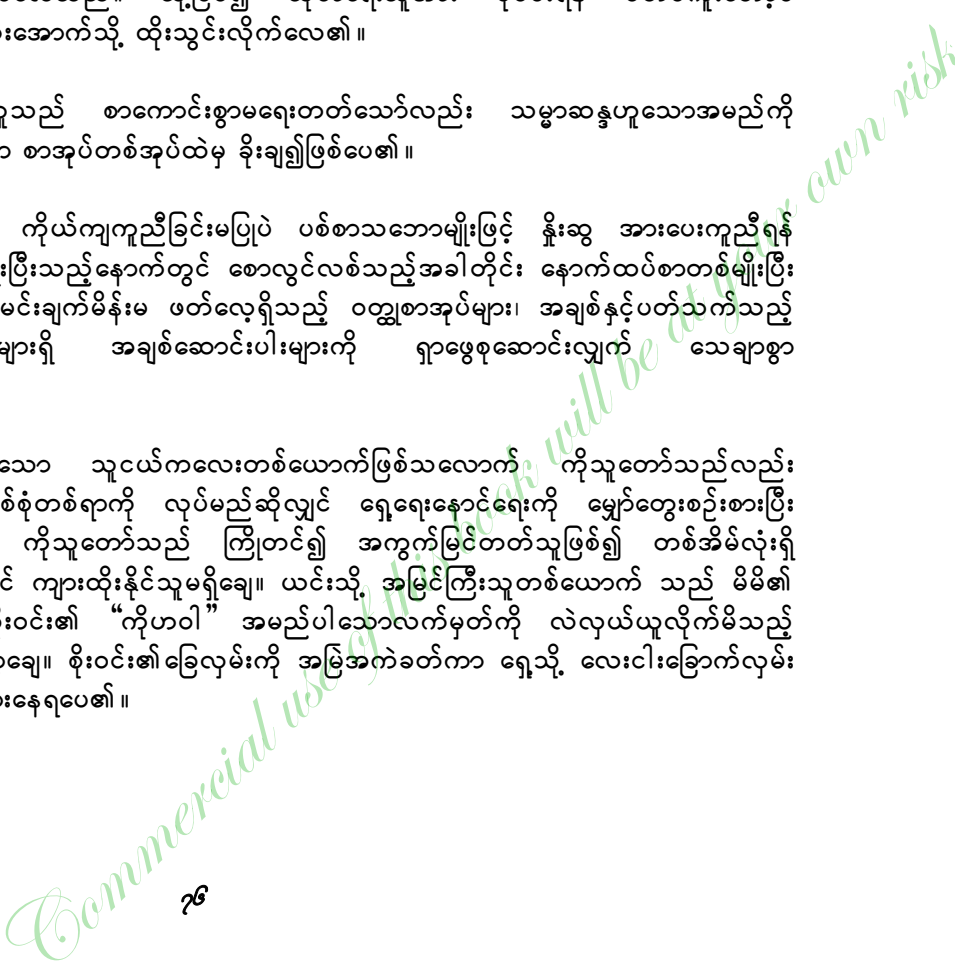 းအောက်သို့ ထိုးသွင်းလိုက်လေ၏။
သူသည် စာကောင်းစွာမရေးတတ်သော်လည်း သမ္မာဆန္ဒဟူသောအမည်ကို
စာအုပ်တစ်အုပ်ထဲမှ ခိုးချ၍ဖြစ်ပေ၏။
ကိုယ်ကျကူညီခြင်းမပြုပဲ ပစ်စာသဘောမျိုးဖြင့် နှိုးဆွ အားပေးကူညီရန်
းပြီးသည့်နောက်တွင် စောလွင်လစ်သည့်အခါတိုင်း နောက်ထပ်စာတစ်မျိုးပြီး
မင်းချက်မိန်းမ ဖတ်လေ့ရှိသည့် ဝတ္ထုစာအုပ်များ၊ အချစ်နှင့်ပတ်သက်သည့်
များရှိ အချစ်ဆောင်းပါးများကို ရှာဖွေစုဆောင်းလျှက် သေချာစွာ
သော သူငယ်ကလေးတစ်ယောက်ဖြစ်သလောက် ကိုသူတော်သည်လည်း
စ်စုံတစ်ရာကို လုပ်မည်ဆိုလျှင် ရှေ့ရေးနောင်ရေးကို မျှော်တွေးစဉ်းစားပြီး
ကိုသူတော်သည် ကြိုတင်၍ အကွက်မြင်တတ်သူဖြစ်၍ တစ်အိမ်လုံးရှိ
င် ကျားထိုးနိုင်သူမရှိချေ။ ယင်းသို့ အမြင်ကြီးသူတစ်ယောက် သည် မိမိ၏
းဝင်း၏ “ကိုဟဝါ” အမည်ပါသောလက်မှတ်ကို လဲလှယ်ယူလိုက်မိသည့်
ချေ။ စိုးဝင်း၏ခြေလှမ်းကို အမြဲအကဲခတ်ကာ ရှေ့သို့ လေးငါးခြောက်လှမ်း
းနေရပေ၏။
၇၆
Commercial use of this book will be at your own risk